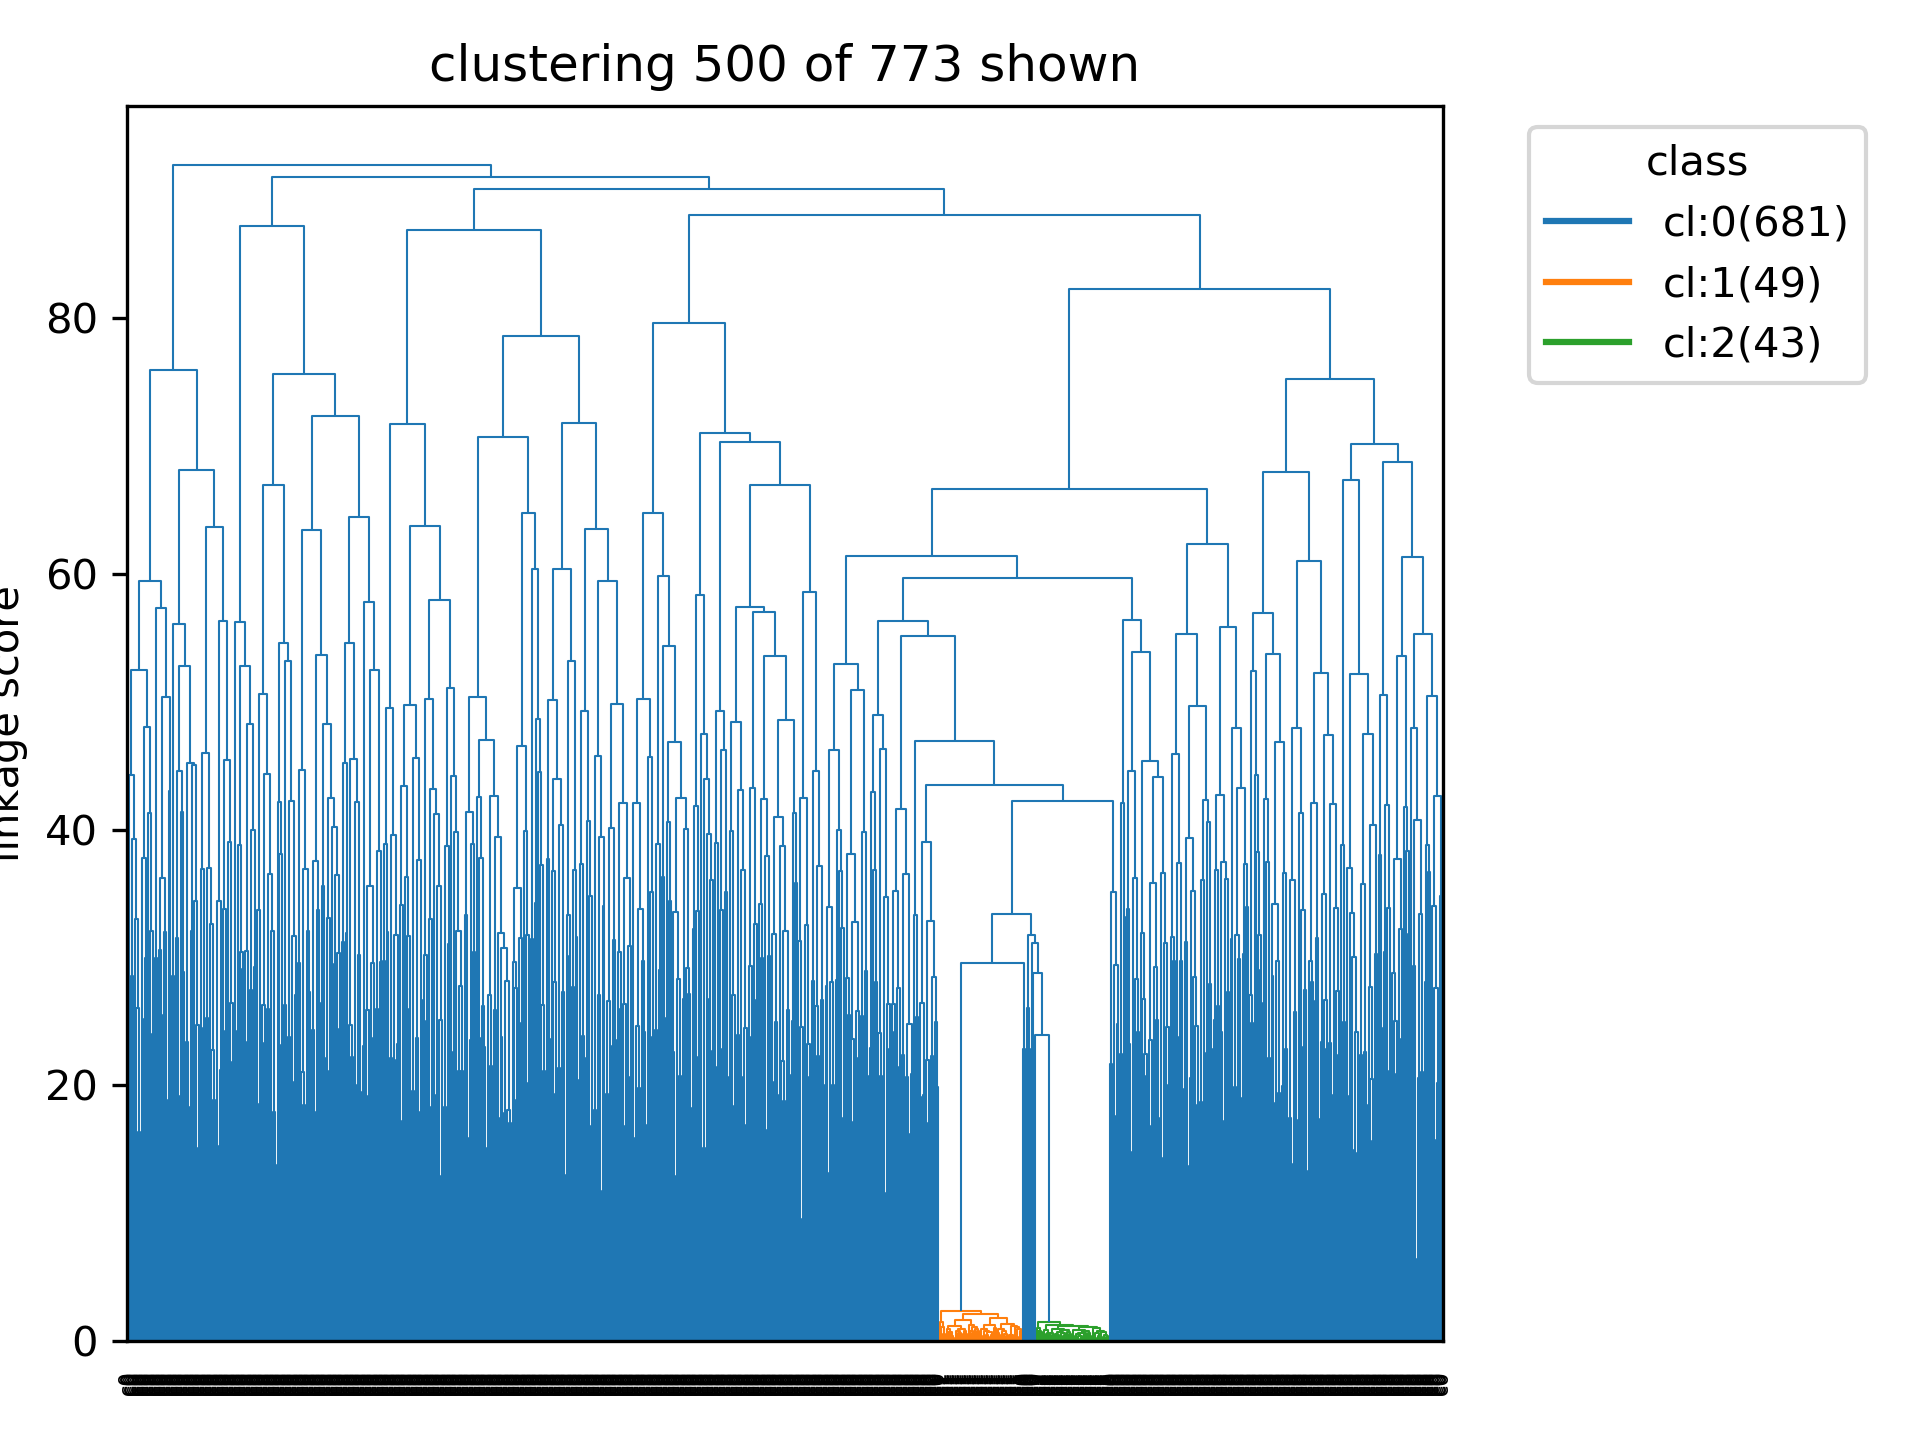 clustering 500 of 773 shown
class
cl:0(681)
cl:1(49)
cl:2(43)
80
60
40
20
0
linkage score